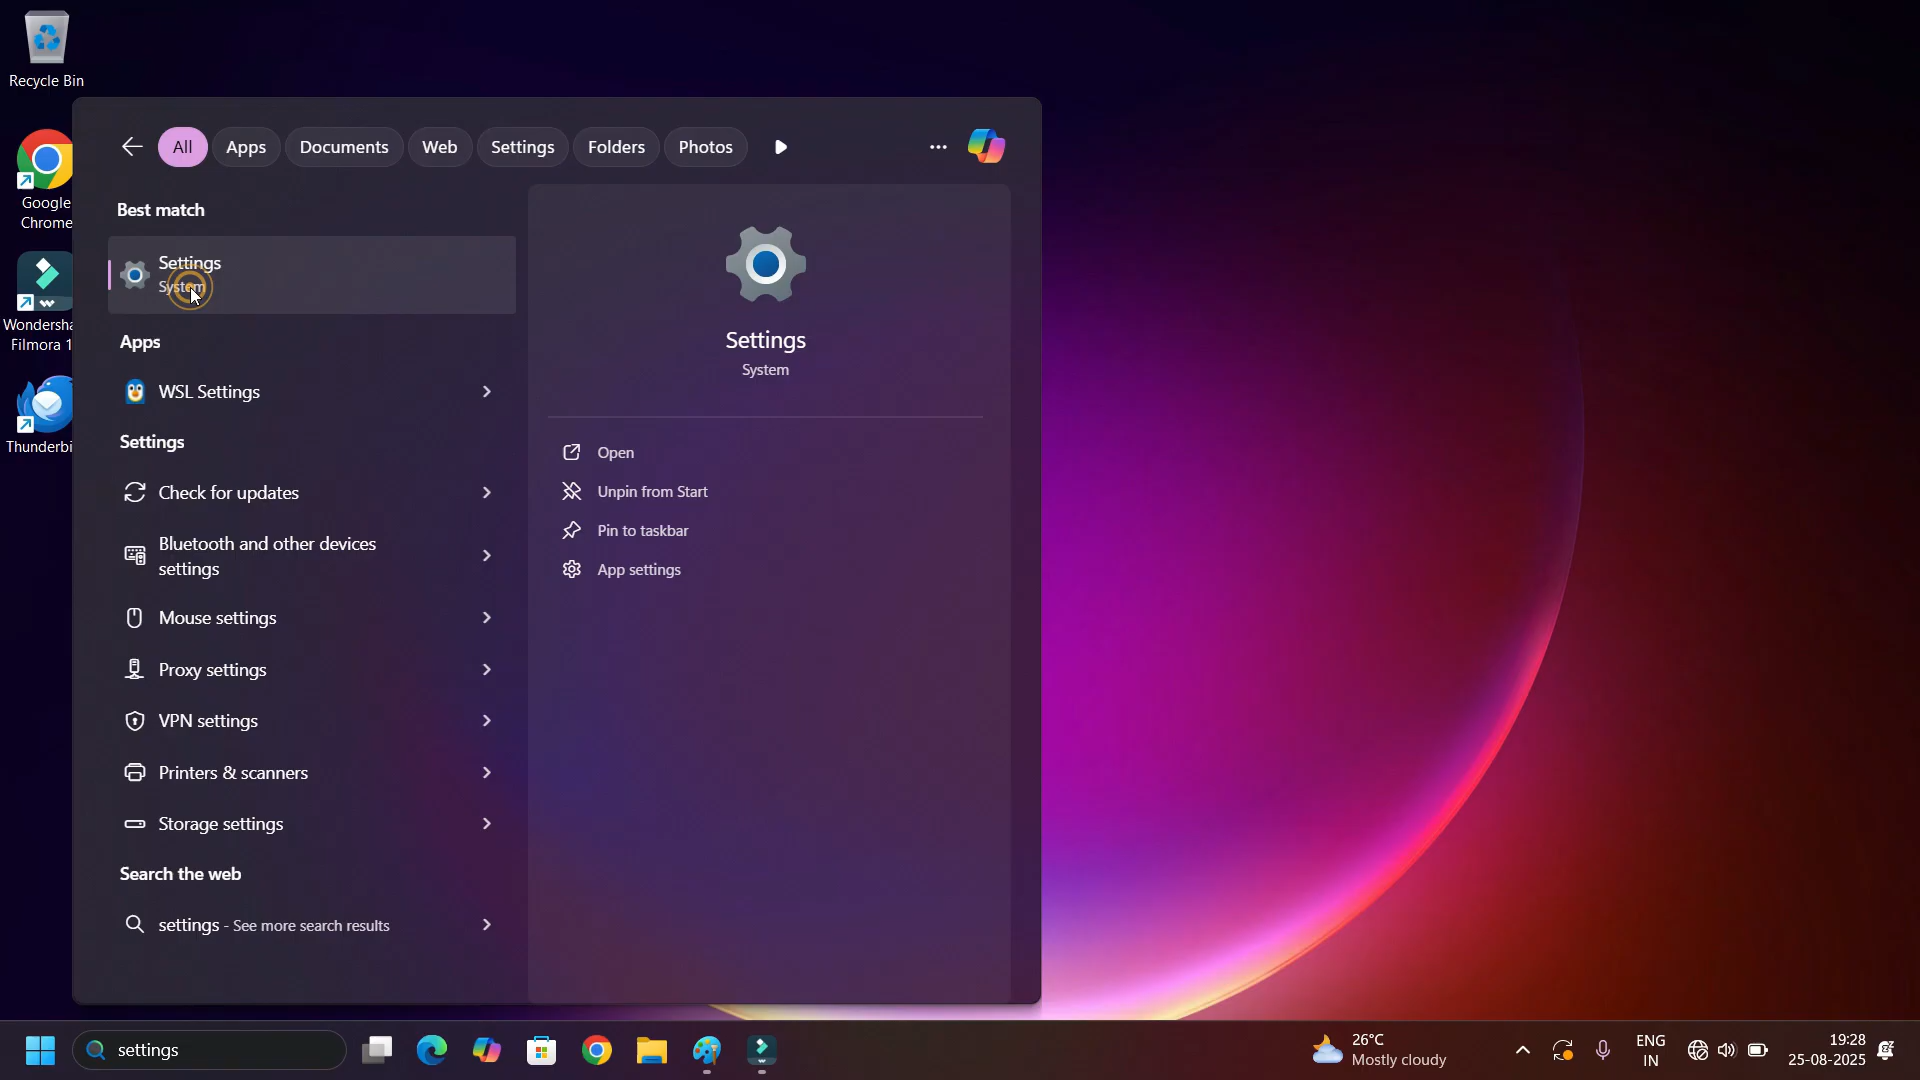 Recycle Bin
Google
Chrome
Wondersha
Filmora 1
Thunderbi
All
Apps
Documents
Web
Settings
Folders
Photos
Best match
Settings
System
Apps
WSL Settings
Settings
Check for updates
Bluetooth and other devices
settings
Mouse settings
Proxy settings
VPN settings
Printers & scanners
Storage settings
Search the web
settings - See more search results
Settings
System
Open
Unpin from Start
Pin to taskbar
App settings
settings
26°C
Mostly cloudy
ENG
IN
19:28
25-08-2025